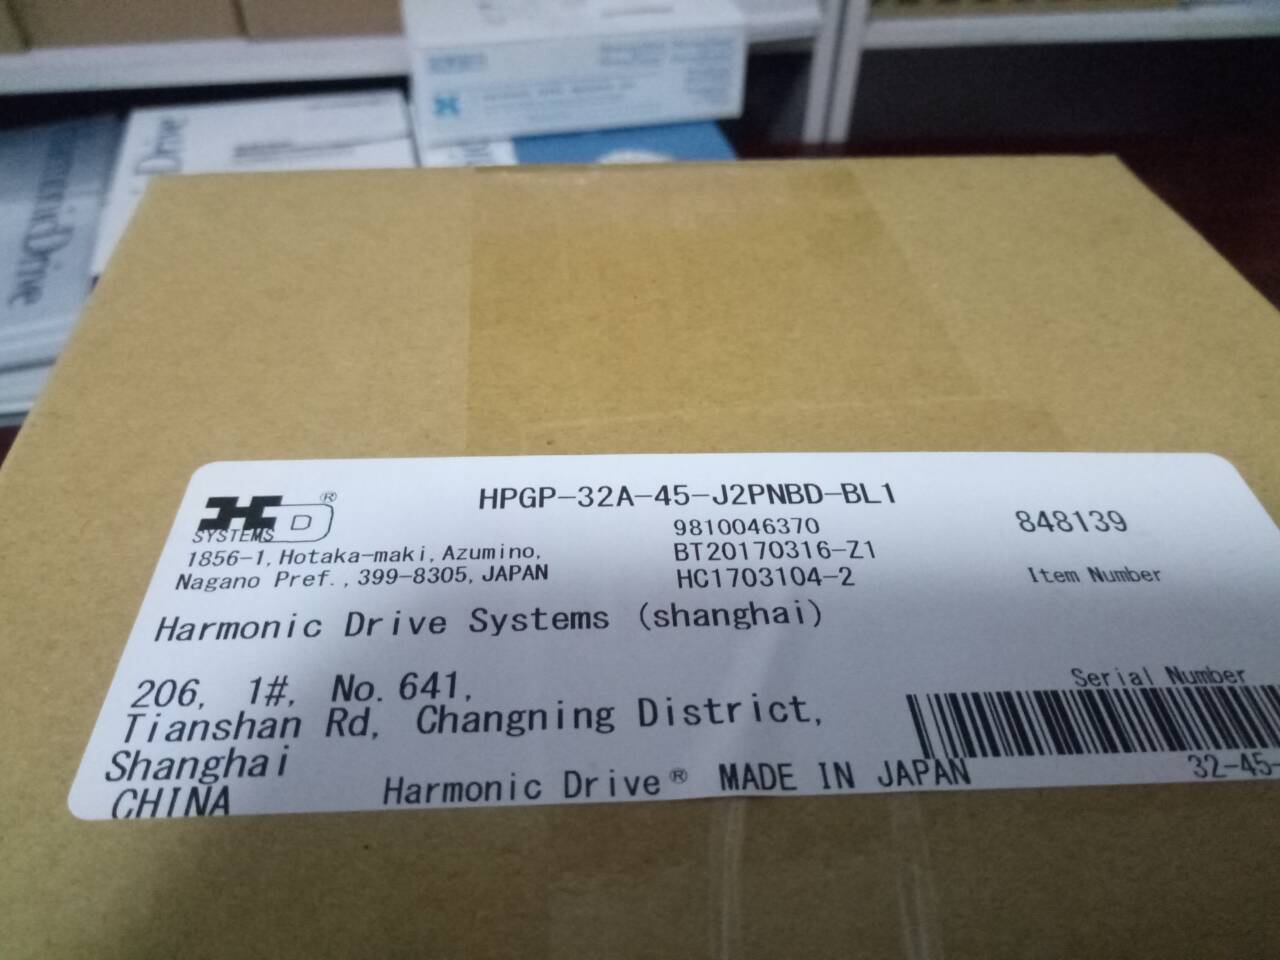 Drive
HPGP-32A-45-J2PNBD-BL1
H D ®
SYSTEMS
9810046370
848139
1856-1, Hotaka-maki, Azumino,
BT20170316-Z1
Nagano Pref., 399-8305, JAPAN
HC1703104-2
Item Number
Harmonic Drive Systems (shanghai)
206, 1#, No. 641,
Serial Number
Tianshan Rd, Changning District,
Shanghai
32-45-
CHINA
Harmonic Drive® MADE IN JAPAN